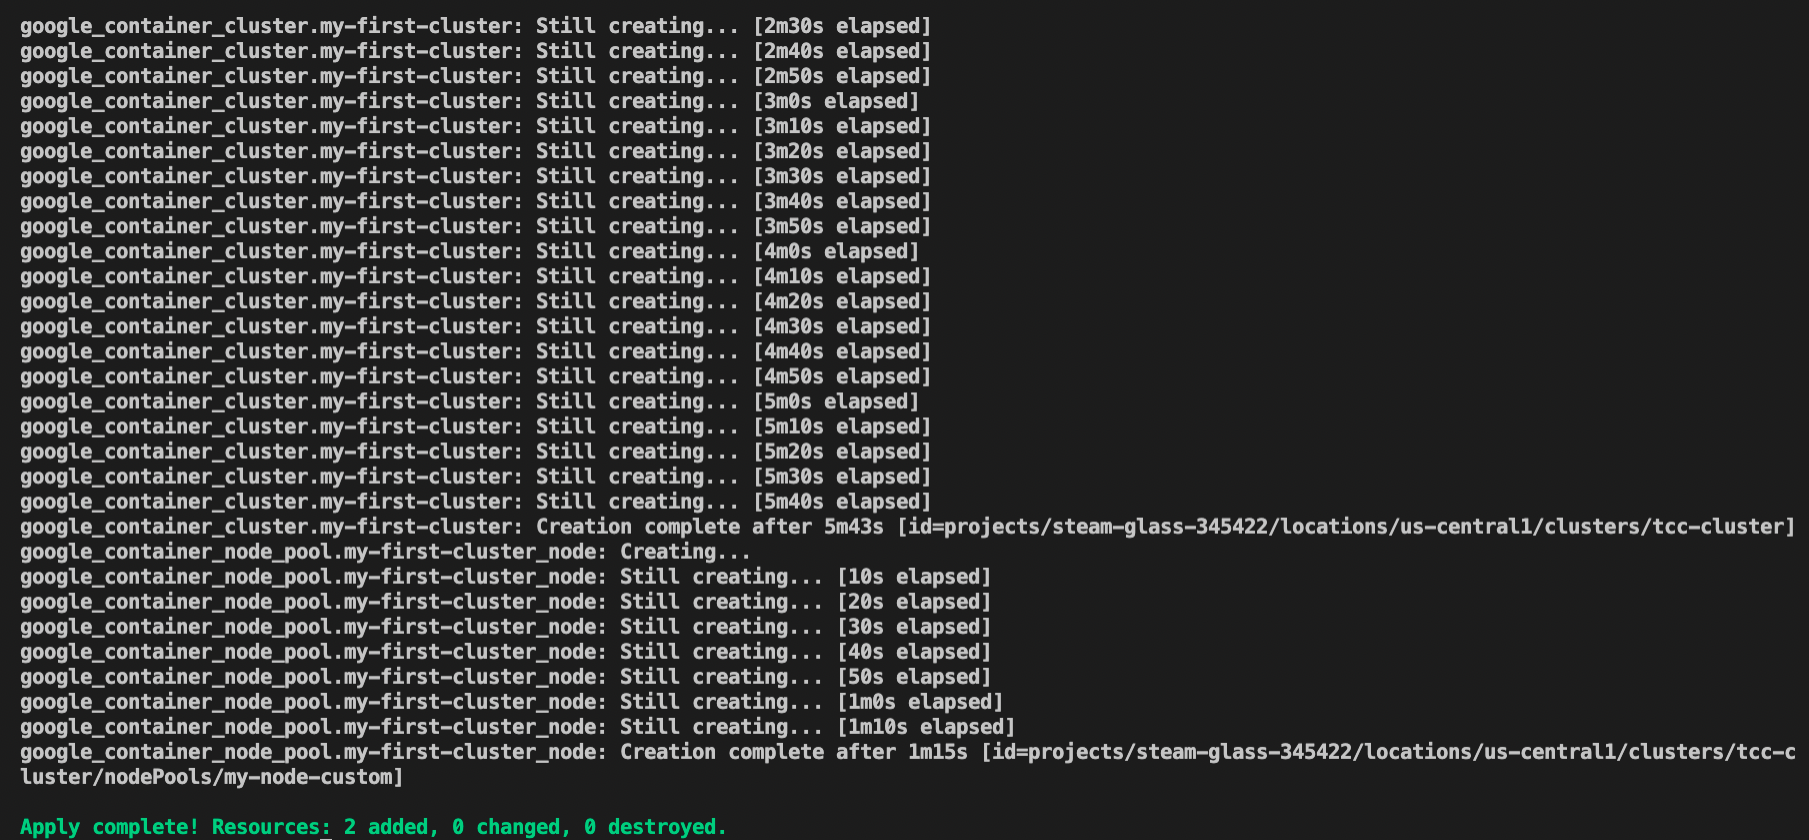 google_container_cluster.my-first-cluster: Still creating... [2m30s elapsed]
google_container_cluster.my-first-cluster: Still creating... [2m40s elapsed]
google_container_cluster.my-first-cluster: Still creating... [2m50s elapsed]
google_container_cluster.my-first-cluster: Still creating... [3m0s elapsed]
google_container_cluster.my-first-cluster: Still creating... [3m10s elapsed]
google_container_cluster.my-first-cluster: Still creating... [3m20s elapsed]
google_container_cluster.my-first-cluster: Still creating... [3m30s elapsed]
google_container_cluster.my-first-cluster: Still creating... [3m40s elapsed]
google_container_cluster.my-first-cluster: Still creating... [3m50s elapsed]
google_container_cluster.my-first-cluster: Still creating... [4m0s elapsed]
google_container_cluster.my-first-cluster: Still creating... [4m10s elapsed]
google_container_cluster.my-first-cluster: Still creating... [4m20s elapsed]
google_container_cluster.my-first-cluster: Still creating... [4m30s elapsed]
google_container_cluster.my-first-cluster: Still creating... [4m40s elapsed]
google_container_cluster.my-first-cluster: Still creating... [4m50s elapsed]
google_container_cluster.my-first-cluster: Still creating... [5m0s elapsed]
google_container_cluster.my-first-cluster: Still creating... [5m10s elapsed]
google_container_cluster.my-first-cluster: Still creating... [5m20s elapsed]
google_container_cluster.my-first-cluster: Still creating... [5m30s elapsed]
google_container_cluster.my-first-cluster: Still creating... [5m40s elapsed]
google_container_cluster.my-first-cluster: Creation complete after 5m43s [id=projects/steam-glass-345422/locations/us-central1/clusters/tcc-cluster]
google_container_node_pool.my-first-cluster_node: Creating...
google_container_node_pool.my-first-cluster_node: Still creating... [10s elapsed]
google_container_node_pool.my-first-cluster_node: Still creating... [20s elapsed]
google_container_node_pool.my-first-cluster_node: Still creating... [30s elapsed]
google_container_node_pool.my-first-cluster_node: Still creating... [40s elapsed]
google_container_node_pool.my-first-cluster_node: Still creating... [50s elapsed]
google_container_node_pool.my-first-cluster_node: Still creating... [1m0s elapsed]
google_container_node_pool.my-first-cluster_node: Still creating... [1m10s elapsed]
google_container_node_pool.my-first-cluster_node: Creation complete after 1m15s [id=projects/steam-glass-345422/locations/us-central1/clusters/tcc-c
luster/nodePools/my-node-custom]
Apply complete! Resources: 2 added, 0 changed, 0 destroyed.